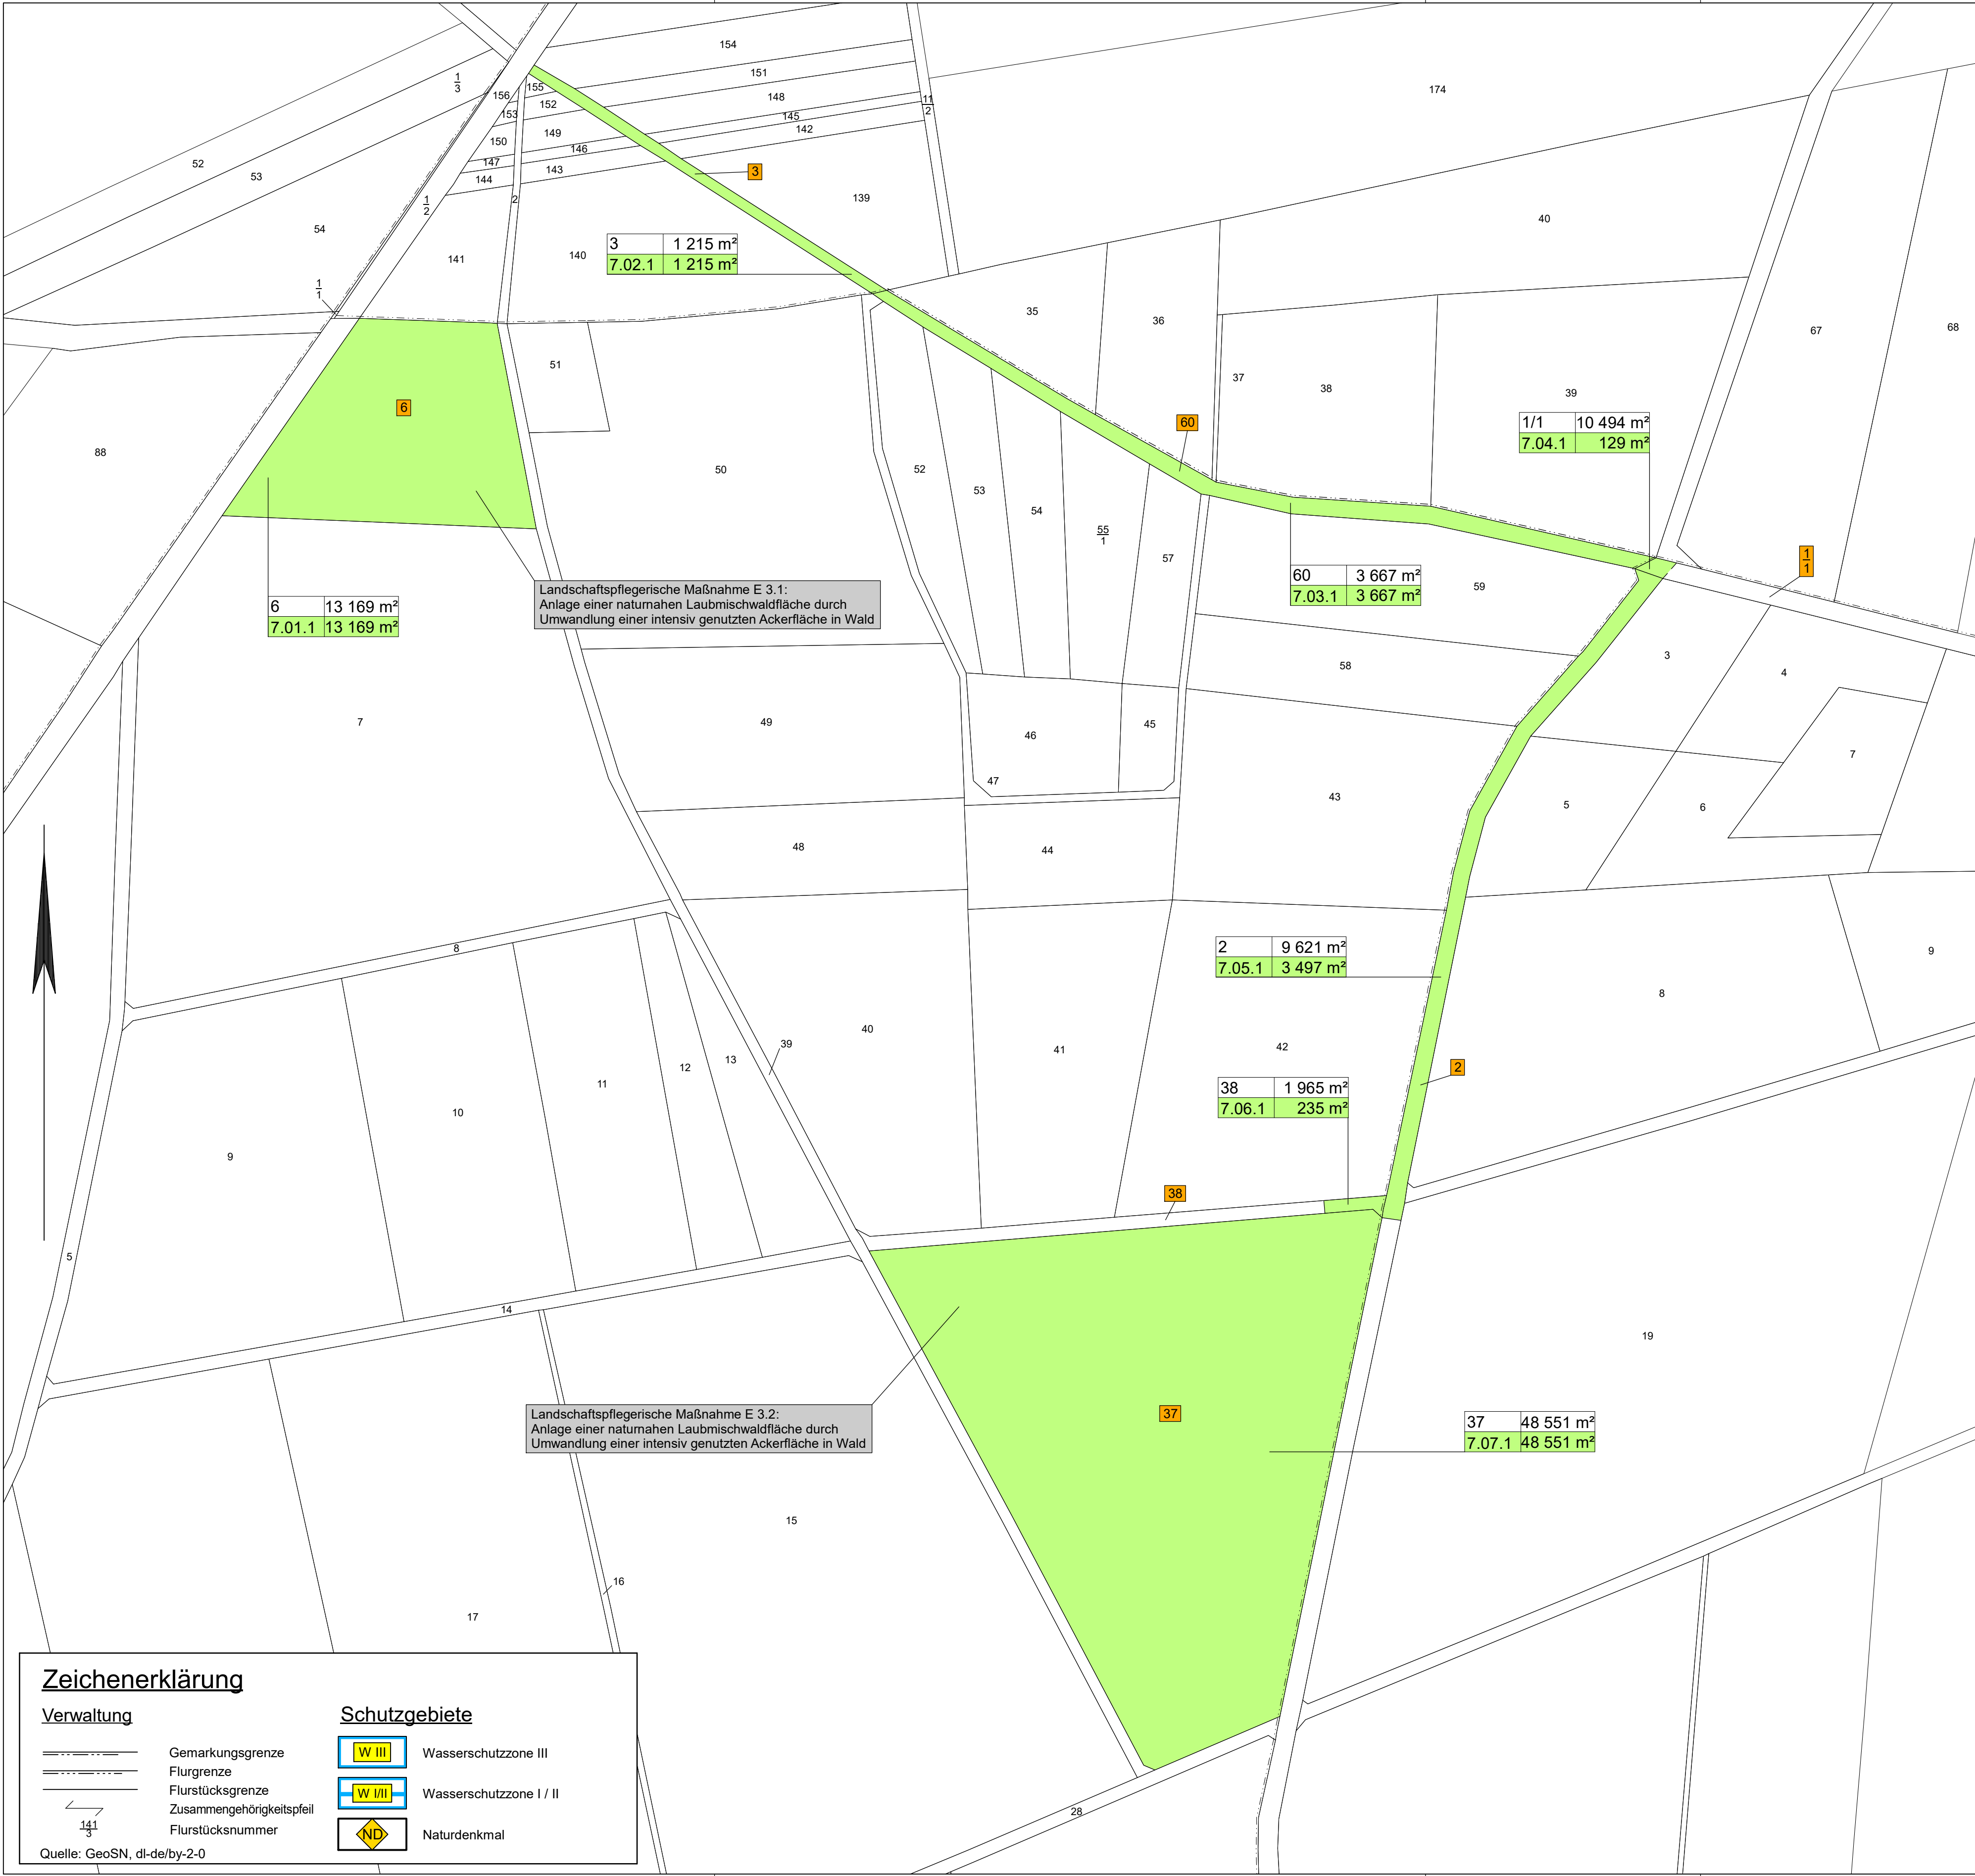 154
151
174
1
3
155
156
148
11
2
152
153
145
149
142
150
146
52
147
143
3
53
144
139
1
2
2
40
54
3 1 215 m²
7.02.1 1 215 m²
140
141
1
1
35
36
67
68
51
37
38
39
6
1/1 10 494 m²
7.04.1 129 m²
60
88
50
52
53
54
55
1
57
1
1
60 3 667 m²
7.03.1 3 667 m²
59
Landschaftspflegerische Maßnahme E 3.1:
Anlage einer naturnahen Laubmischwaldfläche durch
Umwandlung einer intensiv genutzten Ackerfläche in Wald
6 13 169 m²
7.01.1 13 169 m²
3
58
4
7
49
46
45
7
47
43
5
6
48
44
8
2 9 621 m²
7.05.1 3 497 m²
9
8
40
39
41
42
13
12
2
11
38 1 965 m²
7.06.1 235 m²
10
9
38
5
14
19
Landschaftspflegerische Maßnahme E 3.2:
Anlage einer naturnahen Laubmischwaldfläche durch
Umwandlung einer intensiv genutzten Ackerfläche in Wald
37
37 48 551 m²
7.07.1 48 551 m²
15
16
17
28
Zeichenerklärung
Verwaltung
Gemarkungsgrenze
Flurgrenze
Flurstücksgrenze
Zusammengehörigkeitspfeil
141
3
Flurstücksnummer
Quelle: GeoSN, dl-de/by-2-0
Schutzgebiete
W III Wasserschutzzone III
W I/II Wasserschutzzone I / II
ND Naturdenkmal